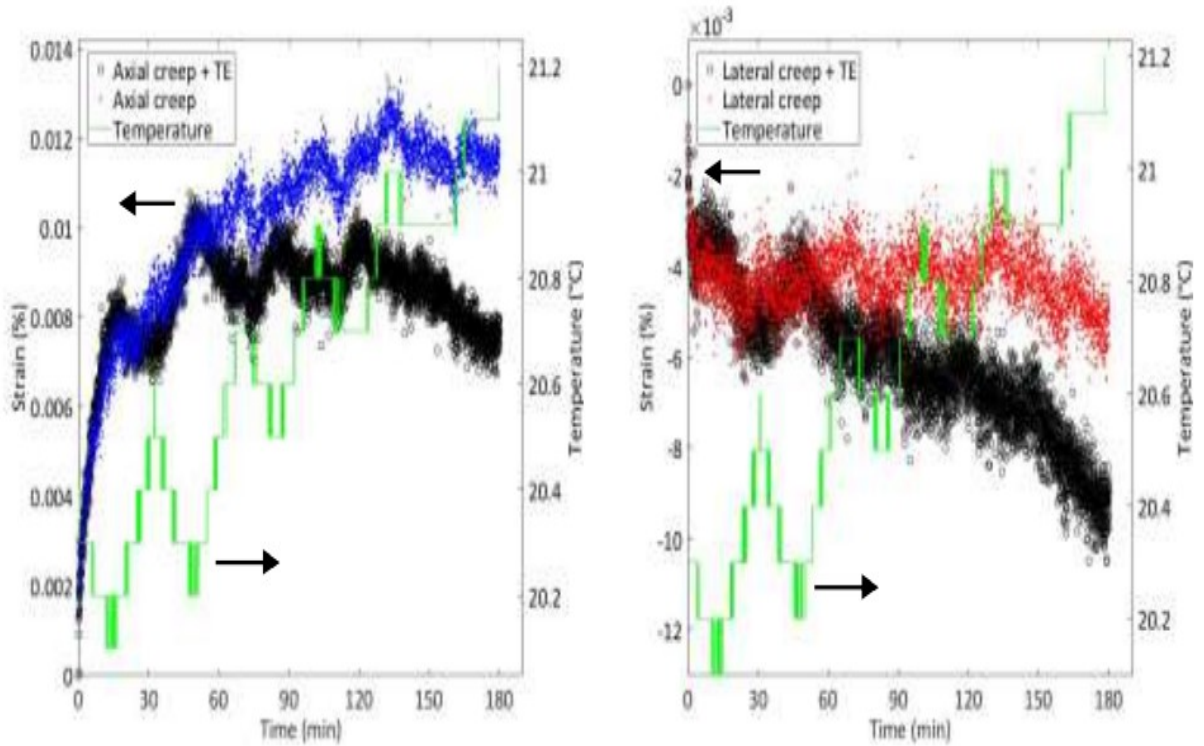 0.014
0.012
0.01
0.008
0.006
0.004
0.002
0
Strain (%)
Axial creep + TE
Axial creep
Temperature
21.2
21
20.8
20.6
20.4
20.2
Temperature (°C)
0 30 60 90 120 150 180
Time (min)
×10⁻³
0
-2
-4
-6
-8
-10
-12
Strain (%)
Lateral creep + TE
Lateral creep
Temperature
21.2
21
20.8
20.6
20.4
20.2
Temperature (°C)
0 30 60 90 120 150 180
Time (min)